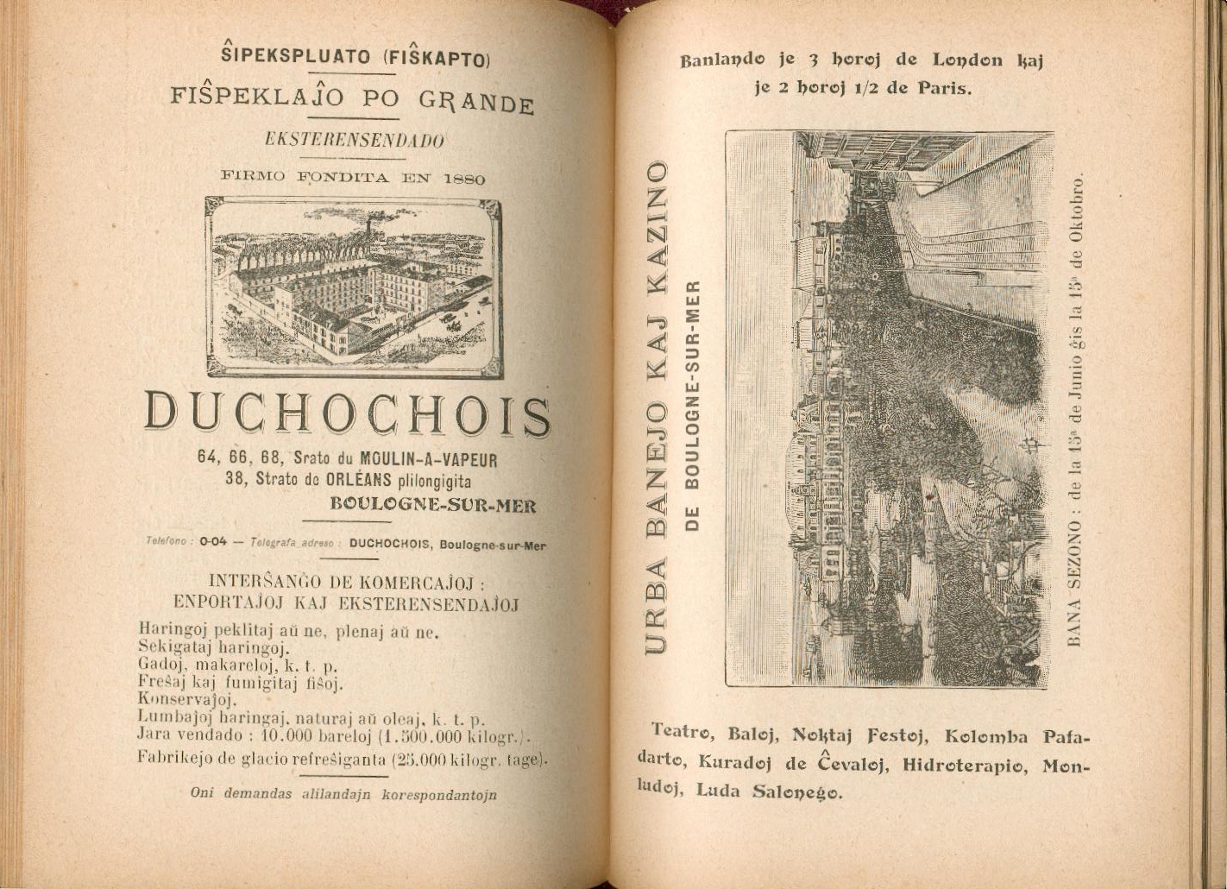 ŜIPEKSPLUATO (FIŜKAPTO)
FIŜPEKLAĴO PO GRANDE
EKSTERENSENDADO
FIRMO FONDITA EN 1880
DUCHOCHOIS
64, 66, 68, Srato du MOULIN-A-VAPEUR
38, Strato de ORLÉANS plilongigita
BOULOGNE-SUR-MER
Telefono : 0-04 — Telegrafa adreso : DUCHOCHOIS, Boulogne-sur-Mer
INTERŜANĜO DE KOMERCAĴOJ :
ENPORTAĴOJ KAJ EKSTERENSENDAĴOJ
Haringoj peklitaj aŭ ne, plenaj aŭ ne.
Sekigataj haringoj.
Gadoj, makareloj, k. t. p.
Freŝaj kaj fumigitaj fiŝoj.
Konservaĵoj.
Lumbaĵoj haringaj, naturaj aŭ oleaj, k. t. p.
Jara vendado : 10.000 bareloj (1.500.000 kilogr.).
Fabrikejo de glacio refreŝiganta (25.000 kilogr. tage).
Oni demandas alilandajn korespondantojn
Banlando je 3 horoj de London kaj
je 2 horoj 1/2 de Paris.
URBA BANEJO KAJ KAZINO
DE BOULOGNE-SUR-MER
BANA SEZONO : de la 15ª de Junio ĝis la 15ª de Oktobro.
Teatro, Baloj, Noktaj Festoj, Kolomba Pafa-
darto, Kuradoj de Ĉevaloj, Hidroterapio, Mon-
ludoj, Luda Saloneĝo.